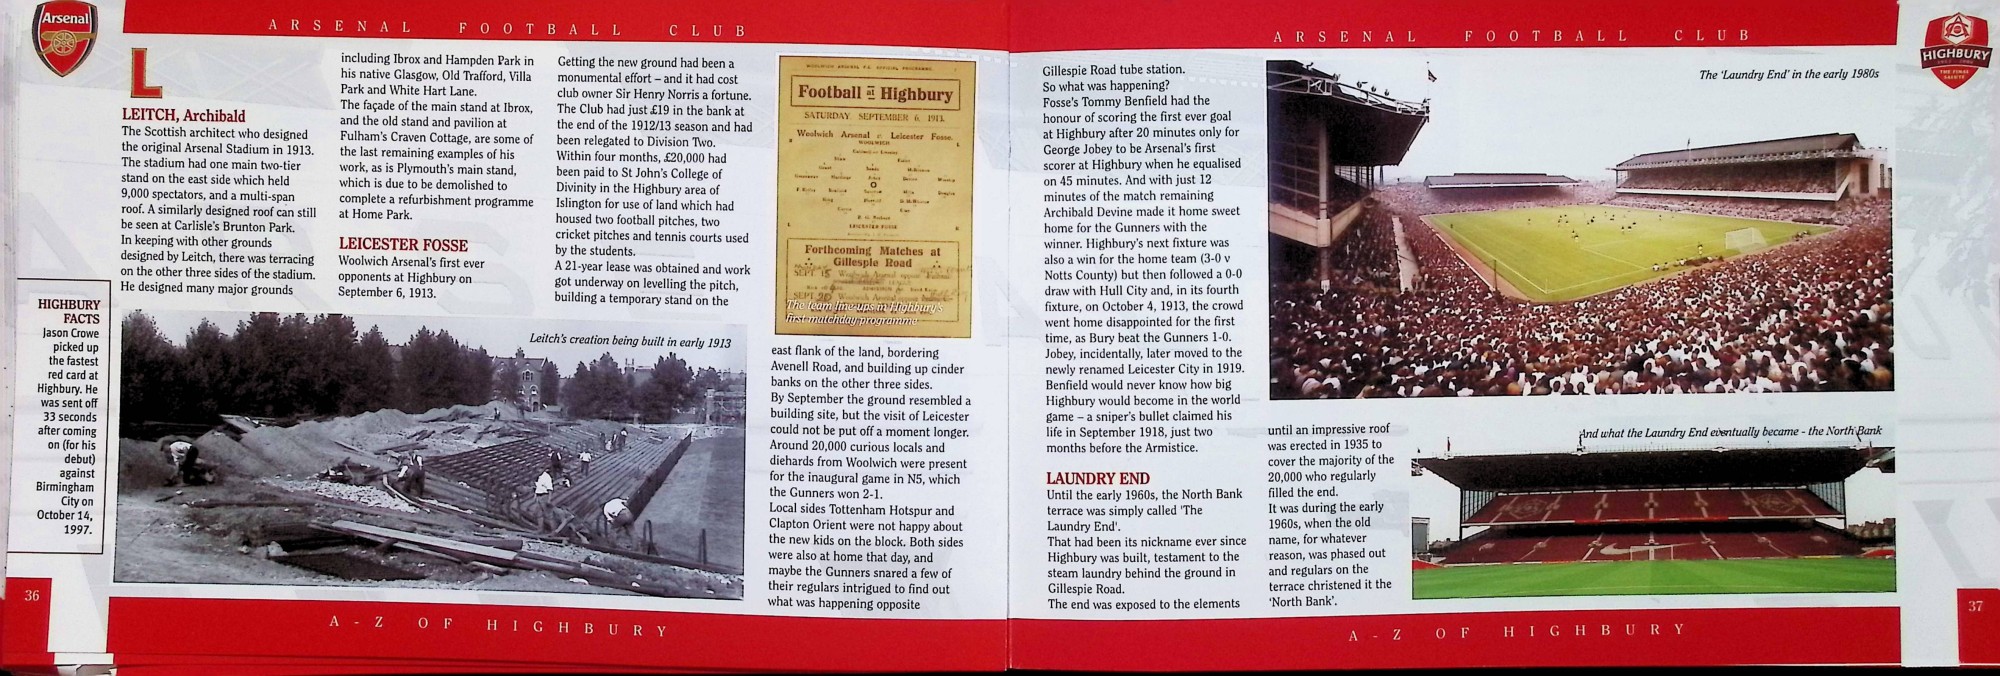 Arsenal
ARSENAL FOOTBALL CLUB
L
LEITCH, Archibald
The Scottish architect who designed
the original Arsenal Stadium in 1913.
The stadium had one main two-tier
stand on the east side which held
9,000 spectators, and a multi-span
roof. A similarly designed roof can still
be seen at Carlisle's Brunton Park.
In keeping with other grounds
designed by Leitch, there was terracing
on the other three sides of the stadium.
He designed many major grounds
including Ibrox and Hampden Park in
his native Glasgow, Old Trafford, Villa
Park and White Hart Lane.
The façade of the main stand at Ibrox,
and the old stand and pavilion at
Fulham's Craven Cottage, are some of
the last remaining examples of his
work, as is Plymouth's main stand,
which is due to be demolished to
complete a refurbishment programme
at Home Park.
LEICESTER FOSSE
Woolwich Arsenal's first ever
opponents at Highbury on
September 6, 1913.
Getting the new ground had been a
monumental effort – and it had cost
club owner Sir Henry Norris a fortune.
The Club had just £19 in the bank at
the end of the 1912/13 season and had
been relegated to Division Two.
Within four months, £20,000 had
been paid to St John's College of
Divinity in the Highbury area of
Islington for use of land which had
housed two football pitches, two
cricket pitches and tennis courts used
by the students.
A 21-year lease was obtained and work
got underway on levelling the pitch,
building a temporary stand on the
HIGHBURY
FACTS
Jason Crowe
picked up
the fastest
red card at
Highbury. He
was sent off
33 seconds
after coming
on (for his
debut)
against
Birmingham
City on
October 14,
1997.
Leitch's creation being built in early 1913
WOOLWICH ARSENAL F.C. OFFICIAL PROGRAMME.
Football at Highbury
SATURDAY, SEPTEMBER 6, 1913.
Woolwich Arsenal v. Leicester Fosse.
WOOLWICH
LEICESTER FOSSE
Forthcoming Matches at
Gillespie Road
The team line-ups in Highbury's
first matchday programme
east flank of the land, bordering
Avenell Road, and building up cinder
banks on the other three sides.
By September the ground resembled a
building site, but the visit of Leicester
could not be put off a moment longer.
Around 20,000 curious locals and
diehards from Woolwich were present
for the inaugural game in N5, which
the Gunners won 2-1.
Local sides Tottenham Hotspur and
Clapton Orient were not happy about
the new kids on the block. Both sides
were also at home that day, and
maybe the Gunners snared a few of
their regulars intrigued to find out
what was happening opposite
36
A-Z OF HIGHBURY
ARSENAL FOOTBALL CLUB
HIGHBURY
THE FINAL
SALUTE
Gillespie Road tube station.
So what was happening?
Fosse's Tommy Benfield had the
honour of scoring the first ever goal
at Highbury after 20 minutes only for
George Jobey to be Arsenal's first
scorer at Highbury when he equalised
on 45 minutes. And with just 12
minutes of the match remaining
Archibald Devine made it home sweet
home for the Gunners with the
winner. Highbury's next fixture was
also a win for the home team (3-0 v
Notts County) but then followed a 0-0
draw with Hull City and, in its fourth
fixture, on October 4, 1913, the crowd
went home disappointed for the first
time, as Bury beat the Gunners 1-0.
Jobey, incidentally, later moved to the
newly renamed Leicester City in 1919.
Benfield would never know how big
Highbury would become in the world
game – a sniper's bullet claimed his
life in September 1918, just two
months before the Armistice.
LAUNDRY END
Until the early 1960s, the North Bank
terrace was simply called 'The
Laundry End'.
That had been its nickname ever since
Highbury was built, testament to the
steam laundry behind the ground in
Gillespie Road.
The end was exposed to the elements
The 'Laundry End' in the early 1980s
until an impressive roof
was erected in 1935 to
cover the majority of the
20,000 who regularly
filled the end.
It was during the early
1960s, when the old
name, for whatever
reason, was phased out
and regulars on the
terrace christened it the
'North Bank'.
And what the Laundry End eventually became - the North Bank
A-Z OF HIGHBURY
37